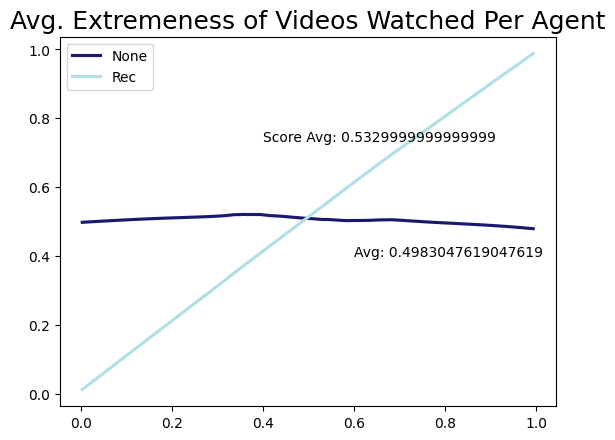 Avg. Extremeness of Videos Watched Per Agent
None
Rec
1.0
0.8
Score Avg: 0.5329999999999999
0.6
0.4
Avg: 0.4983047619047619
0.2
0.0
0.0 0.2 0.4 0.6 0.8 1.0